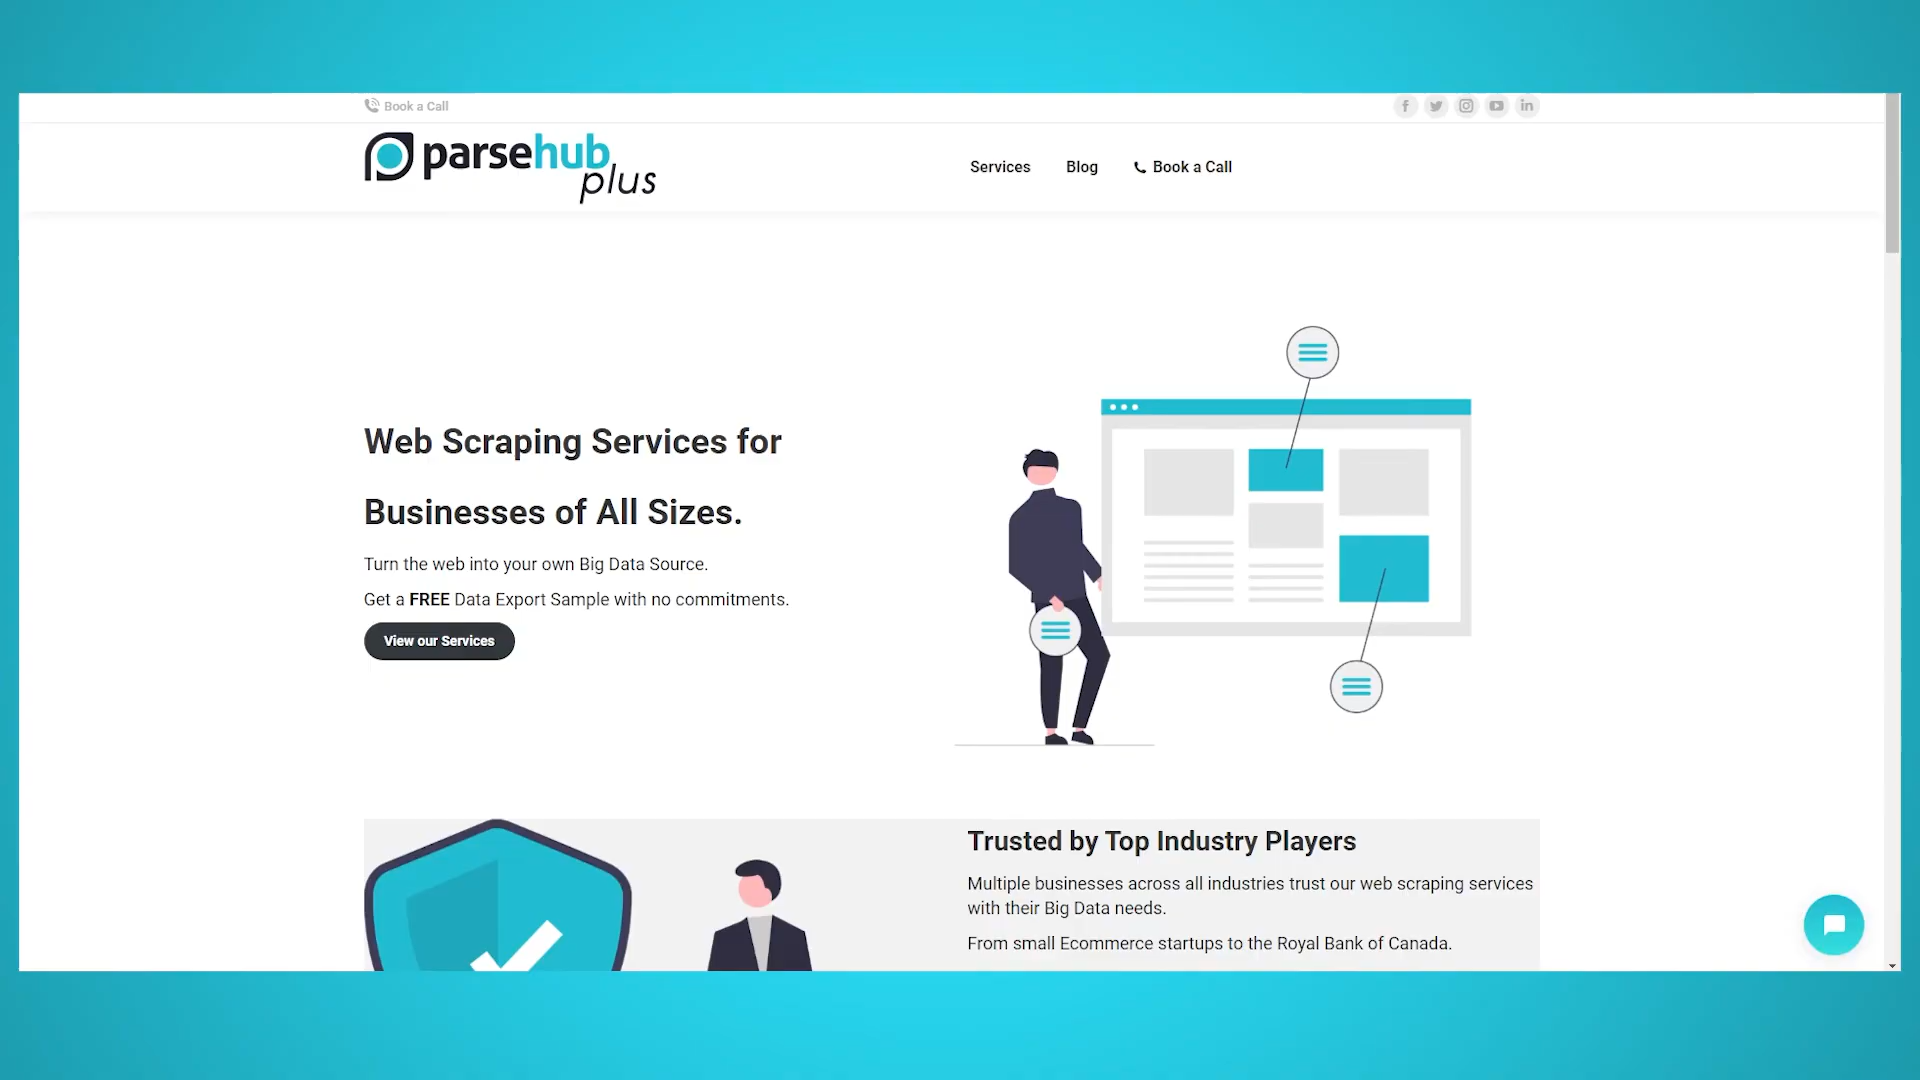 Book a Call
parsehub
plus
Services
Blog
Book a Call
Web Scraping Services for
Businesses of All Sizes.
Turn the web into your own Big Data Source.
Get a FREE Data Export Sample with no commitments.
View our Services
Trusted by Top Industry Players
Multiple businesses across all industries trust our web scraping services
with their Big Data needs.
From small Ecommerce startups to the Royal Bank of Canada.